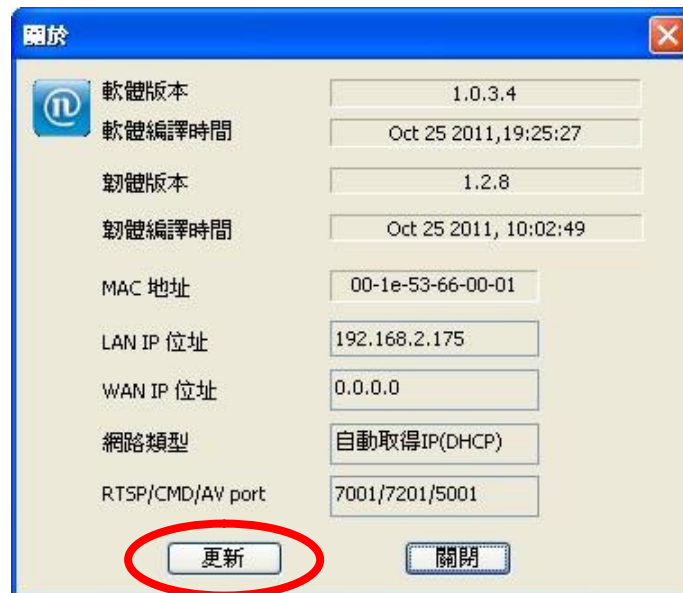 關於
軟體版本 1.0.3.4
軟體編譯時間 Oct 25 2011,19:25:27
韌體版本 1.2.8
韌體編譯時間 Oct 25 2011, 10:02:49
MAC 地址 00-1e-53-66-00-01
LAN IP 位址 192.168.2.175
WAN IP 位址 0.0.0.0
網路類型 自動取得IP(DHCP)
RTSP/CMD/AV port 7001/7201/5001
更新 關閉